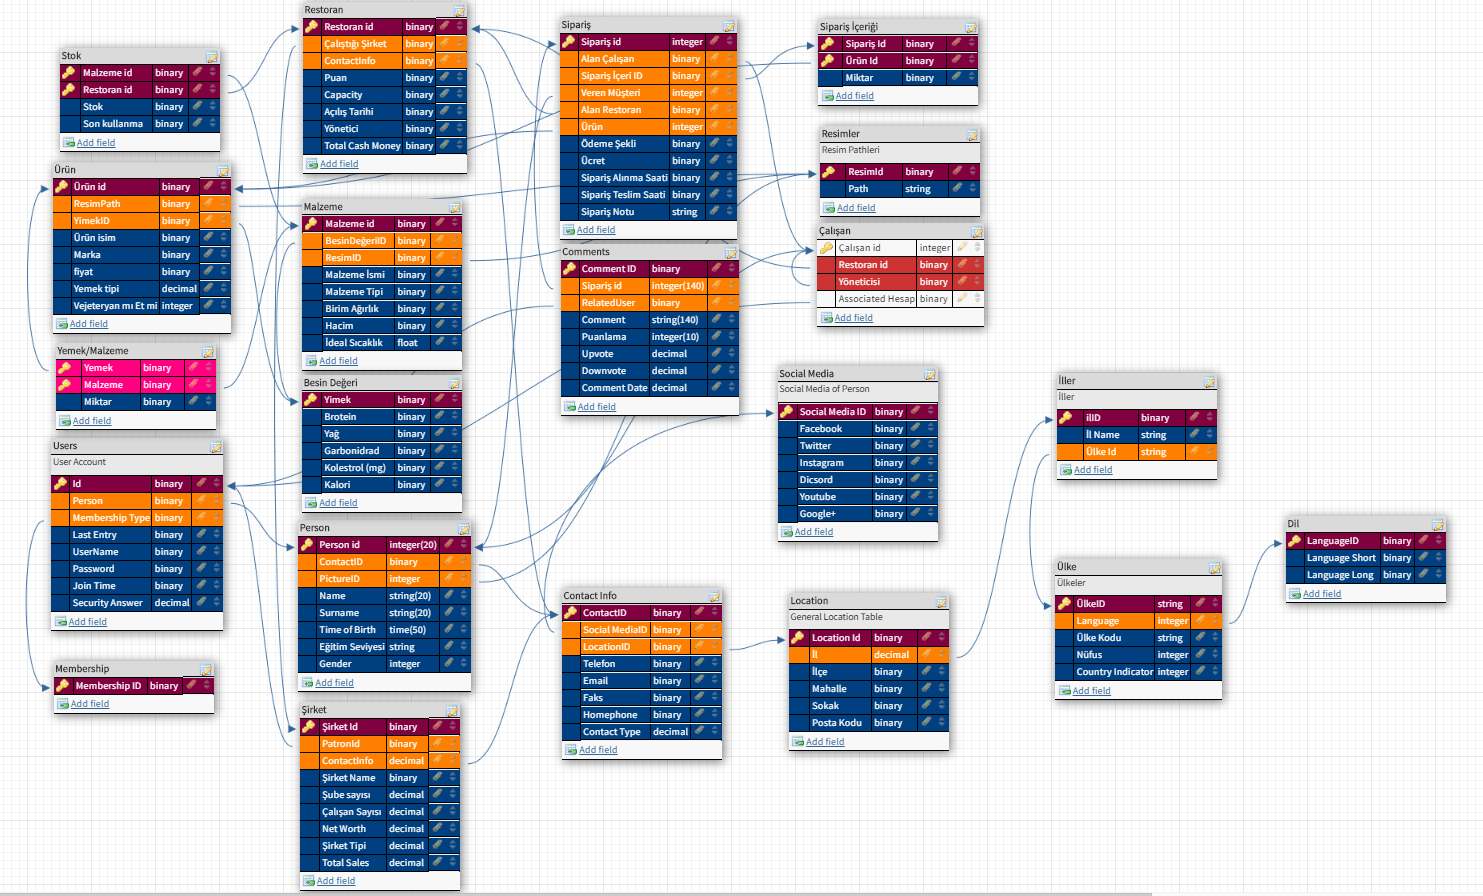 Stok
Malzeme id binary
Restoran id binary
Stok binary
Son kullanma binary
Add field
Ürün
Ürün id binary
ResimPath binary
YimekID binary
Ürün isim binary
Marka binary
fiyat binary
Yemek tipi decimal
Vejeteryan mı Et mi integer
Add field
Yemek/Malzeme
Yemek binary
Malzeme binary
Miktar binary
Add field
Users
User Account
Id binary
Person binary
Membership Type binary
Last Entry binary
UserName binary
Password binary
Join Time binary
Security Answer decimal
Add field
Membership
Membership ID binary
Add field
Restoran
Restoran id binary
Çalıştığı Şirket binary
ContactInfo binary
Puan binary
Capacity binary
Açılış Tarihi binary
Yönetici binary
Total Cash Money binary
Add field
Malzeme
Malzeme id binary
BesinDeğeriID binary
ResimID binary
Malzeme İsmi binary
Malzeme Tipi binary
Birim Ağırlık binary
Hacim binary
İdeal Sıcaklık float
Add field
Besin Değeri
Yimek binary
Brotein binary
Yağ binary
Garbonidrad binary
Kolestrol (mg) binary
Kalori binary
Add field
Person
Person id integer(20)
ContactID binary
PictureID integer
Name string(20)
Surname string(20)
Time of Birth time(50)
Eğitim Seviyesi string
Gender integer
Add field
Şirket
Şirket Id binary
PatronId binary
ContactInfo decimal
Şirket Name binary
Şube sayısı decimal
Çalışan Sayısı decimal
Net Worth decimal
Şirket Tipi decimal
Total Sales decimal
Add field
Sipariş
Sipariş id integer
Alan Çalışan binary
Sipariş İçeri ID binary
Veren Müşteri integer
Alan Restoran binary
Ürün integer
Ödeme Şekli binary
Ücret binary
Sipariş Alınma Saati binary
Sipariş Teslim Saati binary
Sipariş Notu string
Add field
Comments
Comment ID binary
Sipariş id integer(140)
RelatedUser binary
Comment string(140)
Puanlama integer(10)
Upvote decimal
Downvote decimal
Comment Date decimal
Add field
Contact Info
ContactID binary
Social MediaID binary
LocationID binary
Telefon binary
Email binary
Faks binary
Homephone binary
Contact Type decimal
Add field
Sipariş İçeriği
Sipariş Id binary
Ürün Id binary
Miktar binary
Add field
Resimler
Resim Pathleri
ResimId binary
Path string
Add field
Çalışan
Çalışan id integer
Restoran id binary
Yöneticisi binary
Associated Hesap binary
Add field
Social Media
Social Media of Person
Social Media ID binary
Facebook binary
Twitter binary
Instagram binary
Dicsord binary
Youtube binary
Google+ binary
Add field
Location
General Location Table
Location Id binary
İl decimal
İlçe binary
Mahalle binary
Sokak binary
Posta Kodu binary
Add field
İller
İller
ilID binary
İl Name string
Ülke Id string
Add field
Ülke
Ülkeler
ÜlkeID string
Language integer
Ülke Kodu string
Nüfus integer
Country Indicator integer
Add field
Dil
LanguageID binary
Language Short binary
Language Long binary
Add field